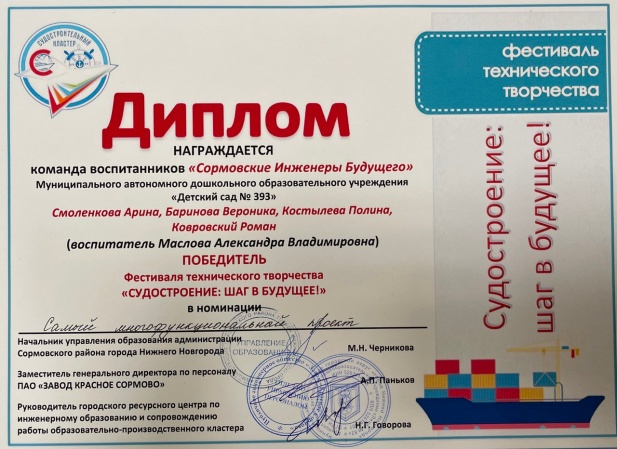 СУДОСТРОИТЕЛЬНЫЙ
КЛАСТЕР
фестиваль
технического
творчества
Судостроение:
шаг в будущее!
Диплом
НАГРАЖДАЕТСЯ
команда воспитанников «Сормовские Инженеры Будущего»
Муниципального автономного дошкольного образовательного учреждения
«Детский сад № 393»
Смоленкова Арина, Баринова Вероника, Костылева Полина,
Ковровский Роман
(воспитатель Маслова Александра Владимировна)
ПОБЕДИТЕЛЬ
Фестиваля технического творчества
«СУДОСТРОЕНИЕ: ШАГ В БУДУЩЕЕ!»
в номинации
Самый многофункциональный проект
Начальник управления образования администрации
Сормовского района города Нижнего Новгорода
М.Н. Черникова
УПРАВЛЕНИЕ
ОБРАЗОВАНИЯ
Заместитель генерального директора по персоналу
ПАО «ЗАВОД КРАСНОЕ СОРМОВО»
А.П. Паньков
Руководитель городского ресурсного центра по
инженерному образованию и сопровождению
работы образовательно-производственного кластера
Н.Г. Говорова